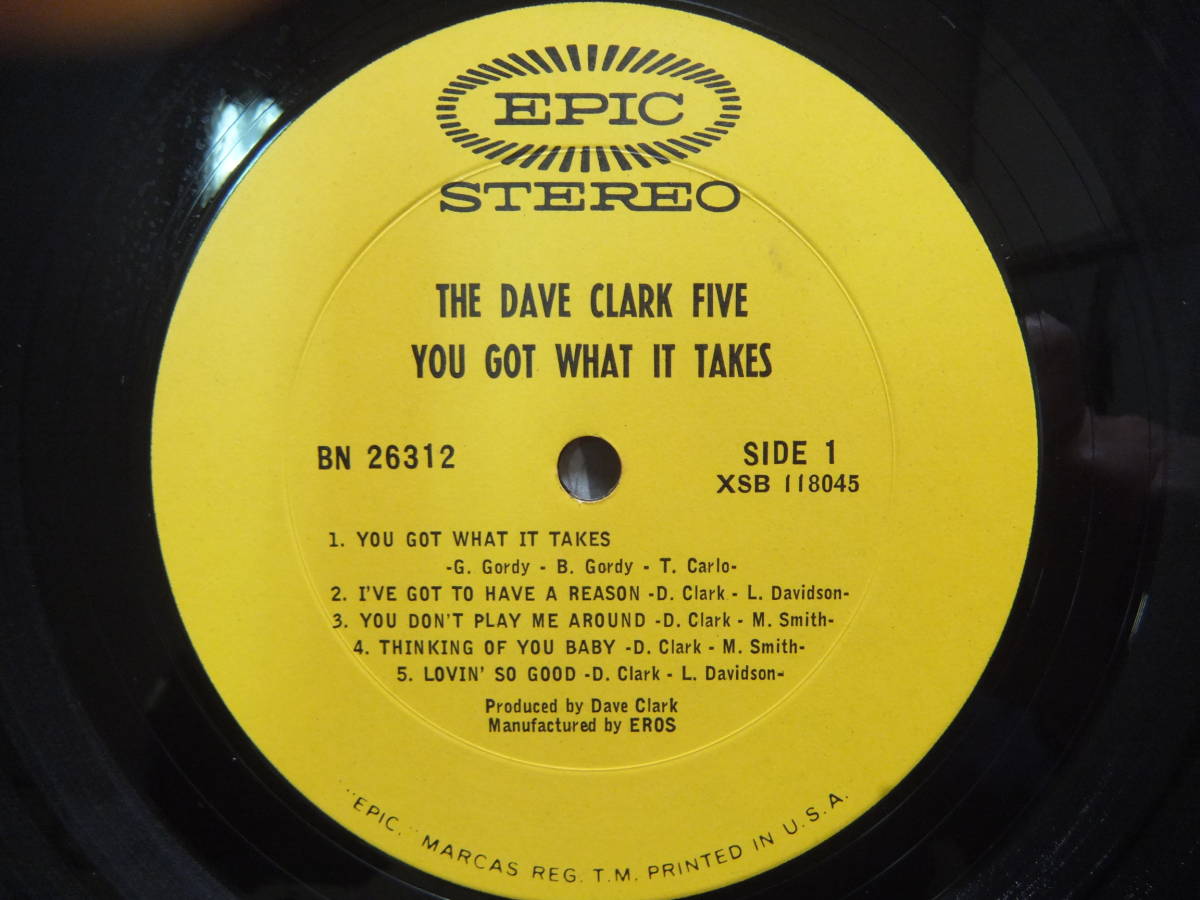 EPIC
STEREO
THE DAVE CLARK FIVE
YOU GOT WHAT IT TAKES
BN 26312
SIDE 1
XSB 118045
1. YOU GOT WHAT IT TAKES
-G. Gordy - B. Gordy - T. Carlo-
2. I'VE GOT TO HAVE A REASON -D. Clark - L. Davidson-
3. YOU DON'T PLAY ME AROUND -D. Clark - M. Smith-
4. THINKING OF YOU BABY -D. Clark - M. Smith-
5. LOVIN' SO GOOD -D. Clark - L. Davidson-
Produced by Dave Clark
Manufactured by EROS
"EPIC," MARCAS REG. T.M. PRINTED IN U.S.A.